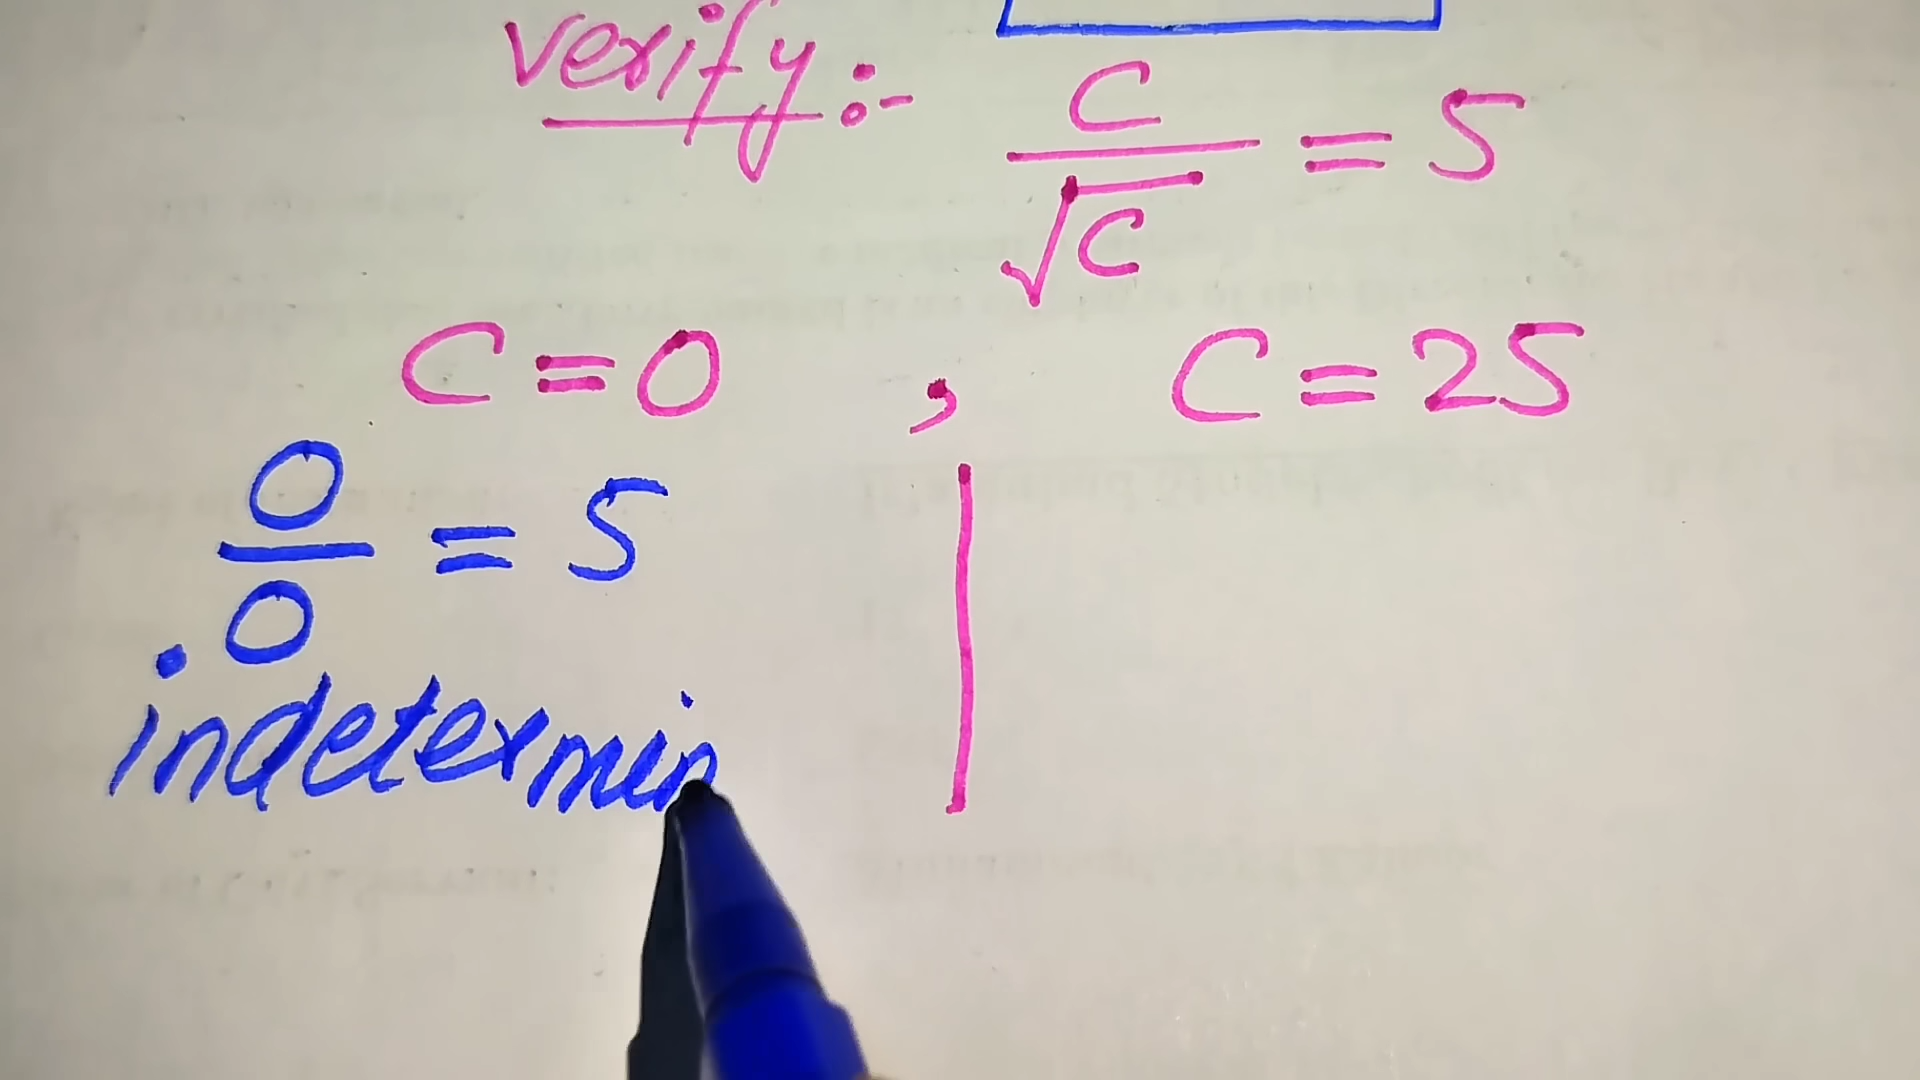 verify :- C/√C = 5
C = 0 , C = 25
0/0 = 5
indetermin